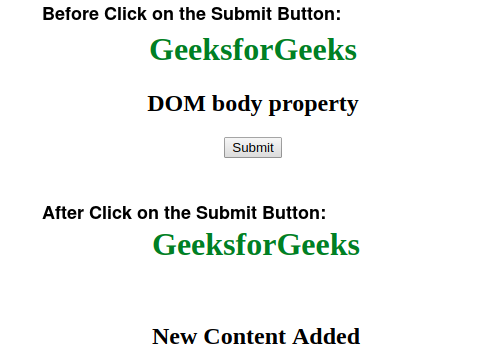 Before Click on the Submit Button:
GeeksforGeeks
DOM body property
Submit
After Click on the Submit Button:
GeeksforGeeks
New Content Added